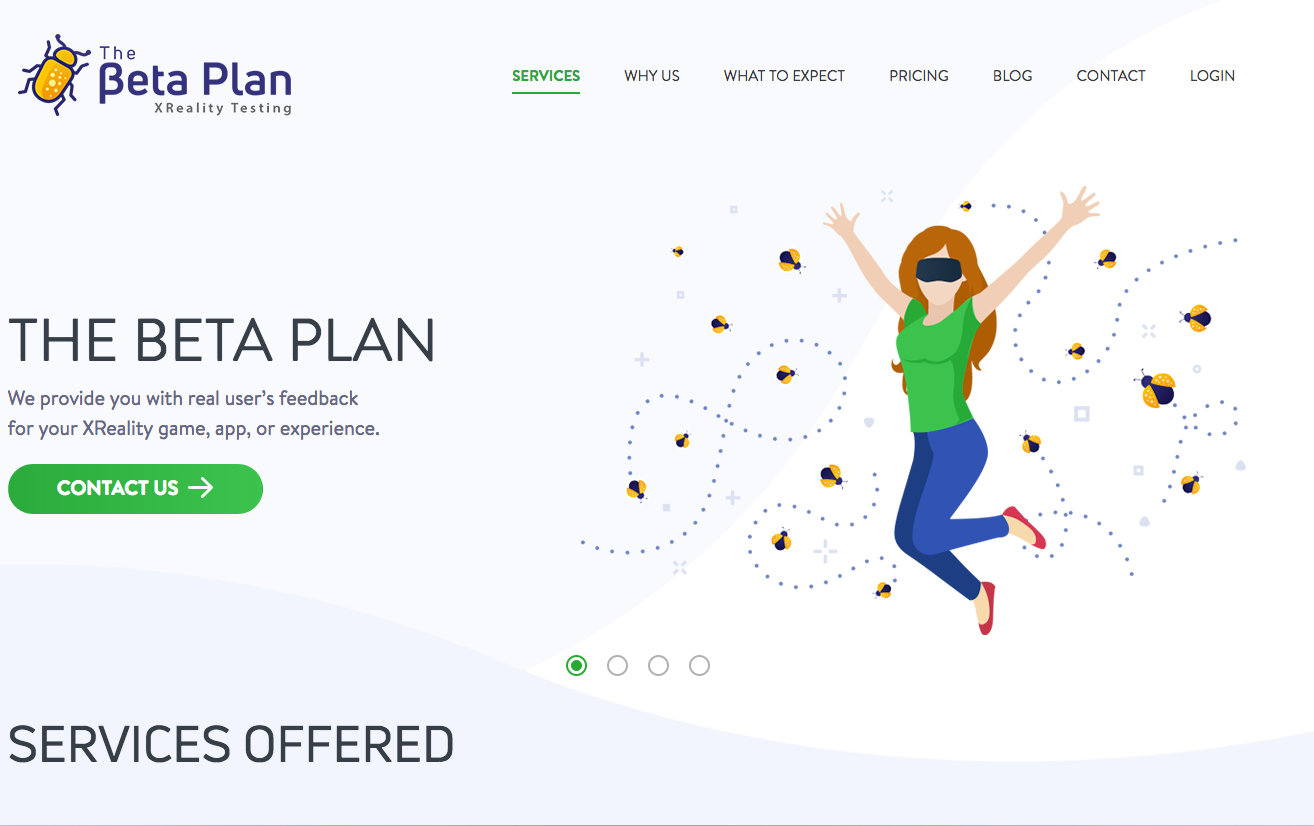 The
Beta Plan
XReality Testing
SERVICES
WHY US
WHAT TO EXPECT
PRICING
BLOG
CONTACT
LOGIN
THE BETA PLAN
We provide you with real user’s feedback
for your XReality game, app, or experience.
CONTACT US
SERVICES OFFERED